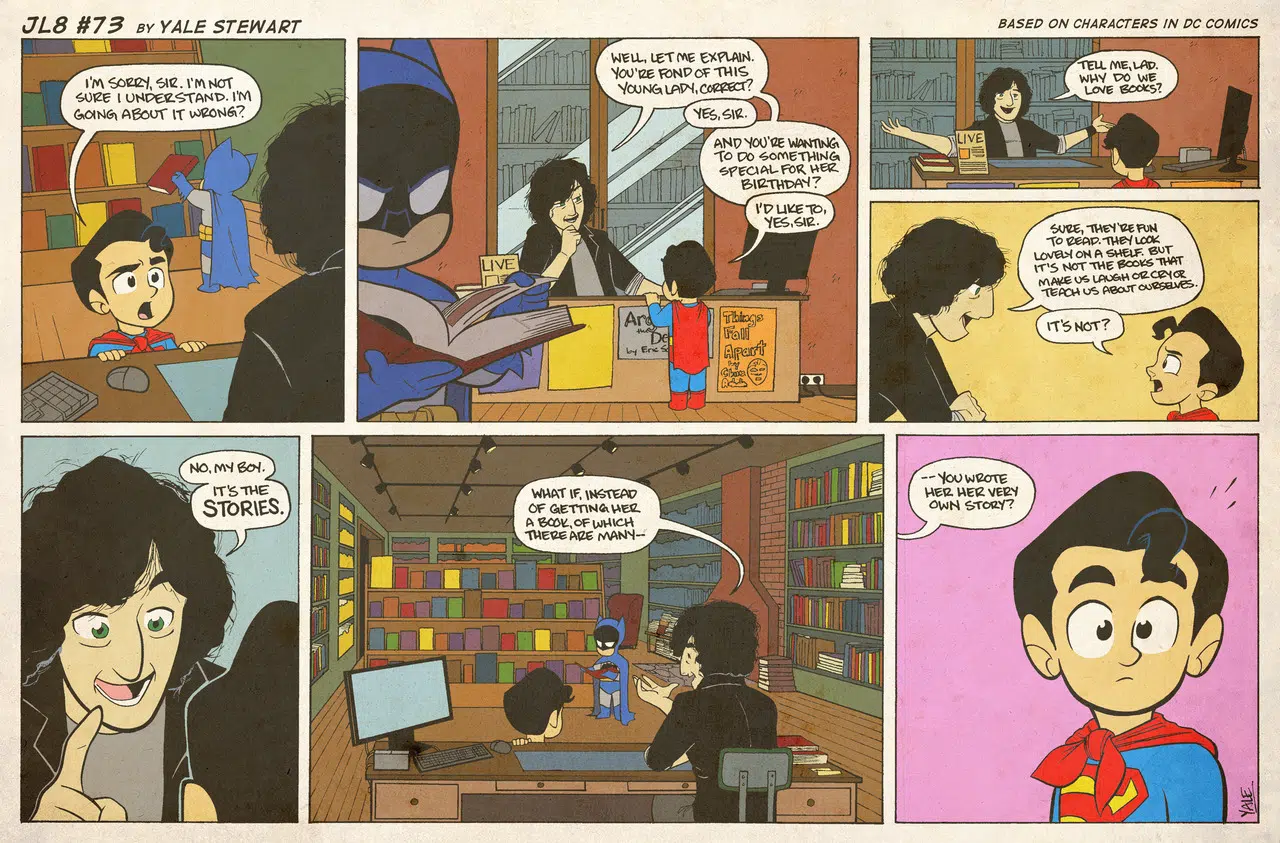 JL8 #73 BY YALE STEWART
BASED ON CHARACTERS IN DC COMICS
I'M SORRY, SIR. I'M NOT
SURE I UNDERSTAND. I'M
GOING ABOUT IT WRONG?
WELL, LET ME EXPLAIN.
YOU'RE FOND OF THIS
YOUNG LADY, CORRECT?
YES, SIR.
AND YOU'RE WANTING
TO DO SOMETHING
SPECIAL FOR HER
BIRTHDAY?
I'D LIKE TO,
YES, SIR.
LIVE
by Eric
Things
Fall
Apart
by
TELL ME, LAD.
WHY DO WE
LOVE BOOKS?
LIVE
SURE, THEY'RE FUN
TO READ. THEY LOOK
LOVELY ON A SHELF. BUT
IT'S NOT THE BOOKS THAT
MAKE US LAUGH OR CRY OR
TEACH US ABOUT OURSELVES.
IT'S NOT?
NO, MY BOY.
IT'S THE
STORIES.
WHAT IF, INSTEAD
OF GETTING HER
A BOOK, OF WHICH
THERE ARE MANY--
--YOU WROTE
HER HER VERY
OWN STORY?
YALE